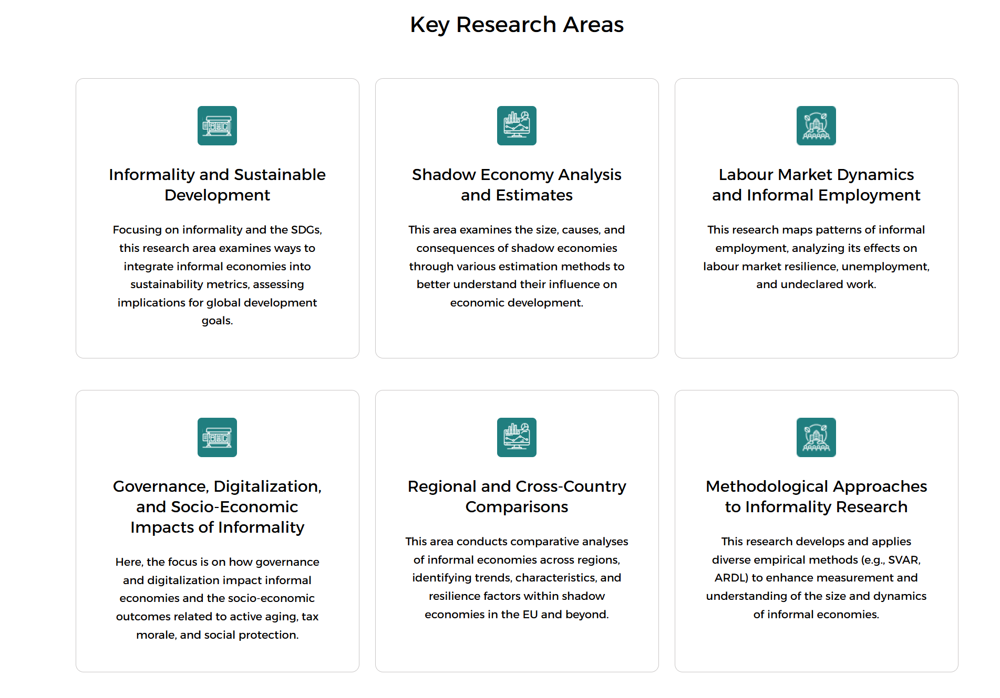 Key Research Areas
Informality and Sustainable
Development
Focusing on informality and the SDGs,
this research area examines ways to
integrate informal economies into
sustainability metrics, assessing
implications for global development
goals.
Shadow Economy Analysis
and Estimates
This area examines the size, causes, and
consequences of shadow economies
through various estimation methods to
better understand their influence on
economic development.
Labour Market Dynamics
and Informal Employment
This research maps patterns of informal
employment, analyzing its effects on
labour market resilience, unemployment,
and undeclared work.
Governance, Digitalization,
and Socio-Economic
Impacts of Informality
Here, the focus is on how governance
and digitalization impact informal
economies and the socio-economic
outcomes related to active aging, tax
morale, and social protection.
Regional and Cross-Country
Comparisons
This area conducts comparative analyses
of informal economies across regions,
identifying trends, characteristics, and
resilience factors within shadow
economies in the EU and beyond.
Methodological Approaches
to Informality Research
This research develops and applies
diverse empirical methods (e.g., SVAR,
ARDL) to enhance measurement and
understanding of the size and dynamics
of informal economies.